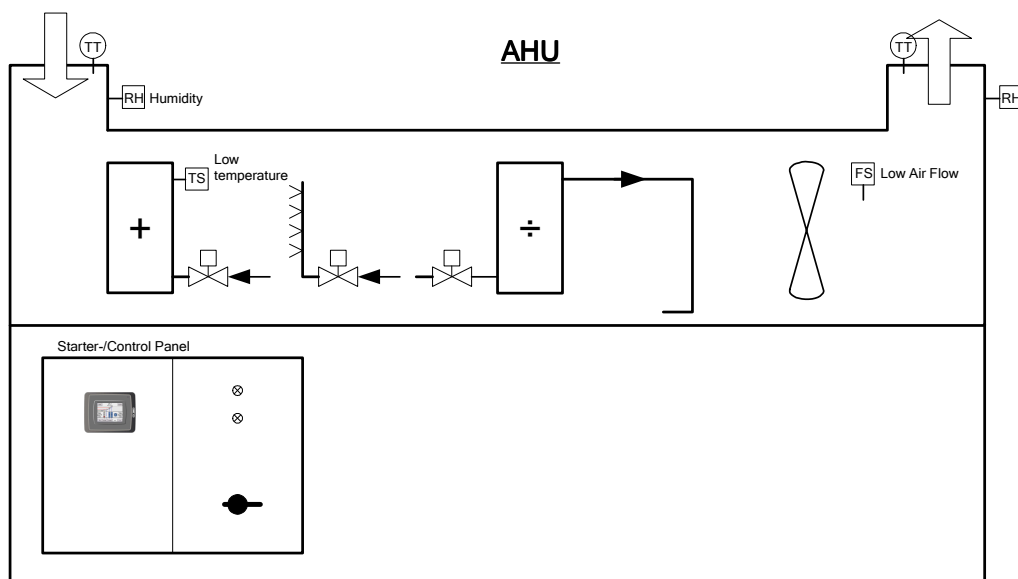 AHU
TT
TT
RH Humidity
RH
TS
Low
temperature
FS Low Air Flow
+
÷
Starter-/Control Panel